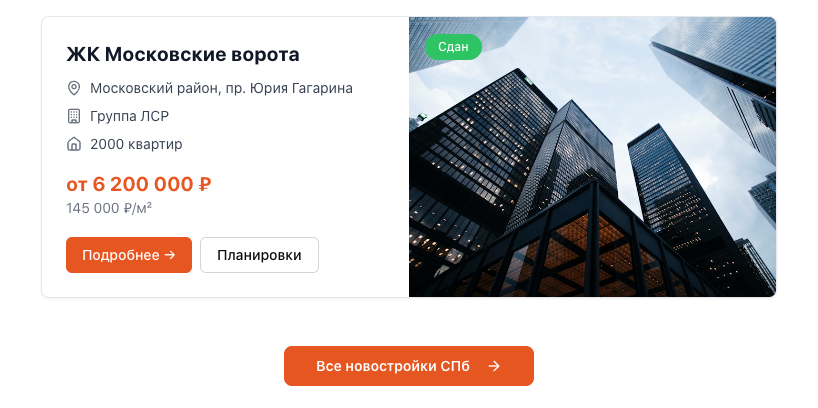 ЖК Московские ворота
Московский район, пр. Юрия Гагарина
Группа ЛСР
2000 квартир
от 6 200 000 ₽
145 000 ₽/м²
Подробнее →
Планировки
Сдан
Все новостройки СПб →